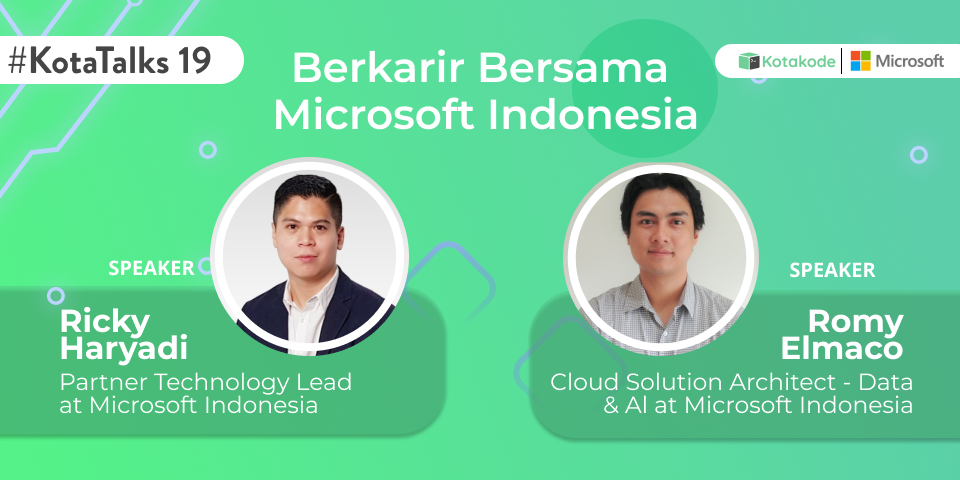 #KotaTalks 19
Berkarir Bersama
Microsoft Indonesia
Kotakode
Microsoft
SPEAKER
Ricky
Haryadi
Partner Technology Lead
at Microsoft Indonesia
SPEAKER
Romy
Elmaco
Cloud Solution Architect - Data
& AI at Microsoft Indonesia